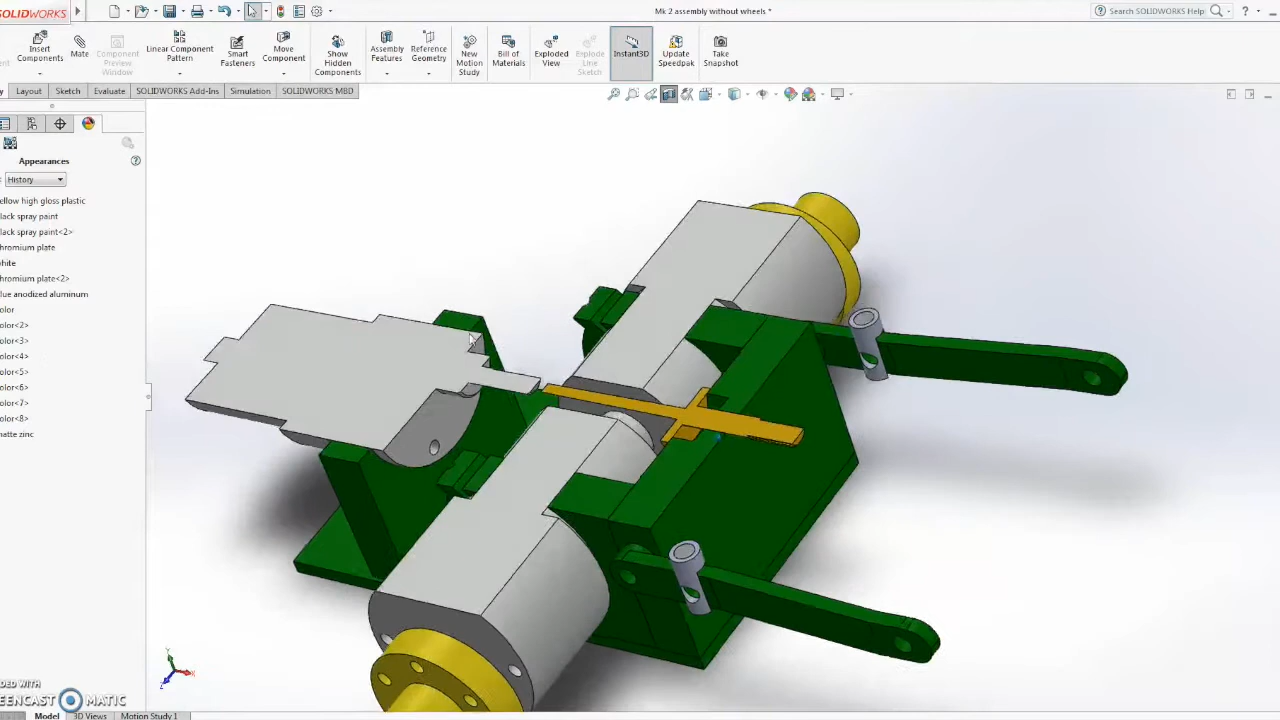 SOLIDWORKS
Mk 2 assembly without wheels *
Search SOLIDWORKS Help
?
Insert Components
Mate
Component Preview Window
Linear Component Pattern
Smart Fasteners
Move Component
Show Hidden Components
Assembly Features
Reference Geometry
New Motion Study
Bill of Materials
Exploded View
Explode Line Sketch
Instant3D
Update Speedpak
Take Snapshot
Layout
Sketch
Evaluate
SOLIDWORKS Add-Ins
Simulation
SOLIDWORKS MBD
Appearances
History
ellow high gloss plastic
lack spray paint
lack spray paint<2>
hromium plate
white
hromium plate<2>
lue anodized aluminum
olor
olor<2>
olor<3>
olor<4>
olor<5>
olor<6>
olor<7>
olor<8>
matte zinc
Y
X
Z
DED WITH
EENCAST MATIC
Model
3D Views
Motion Study 1